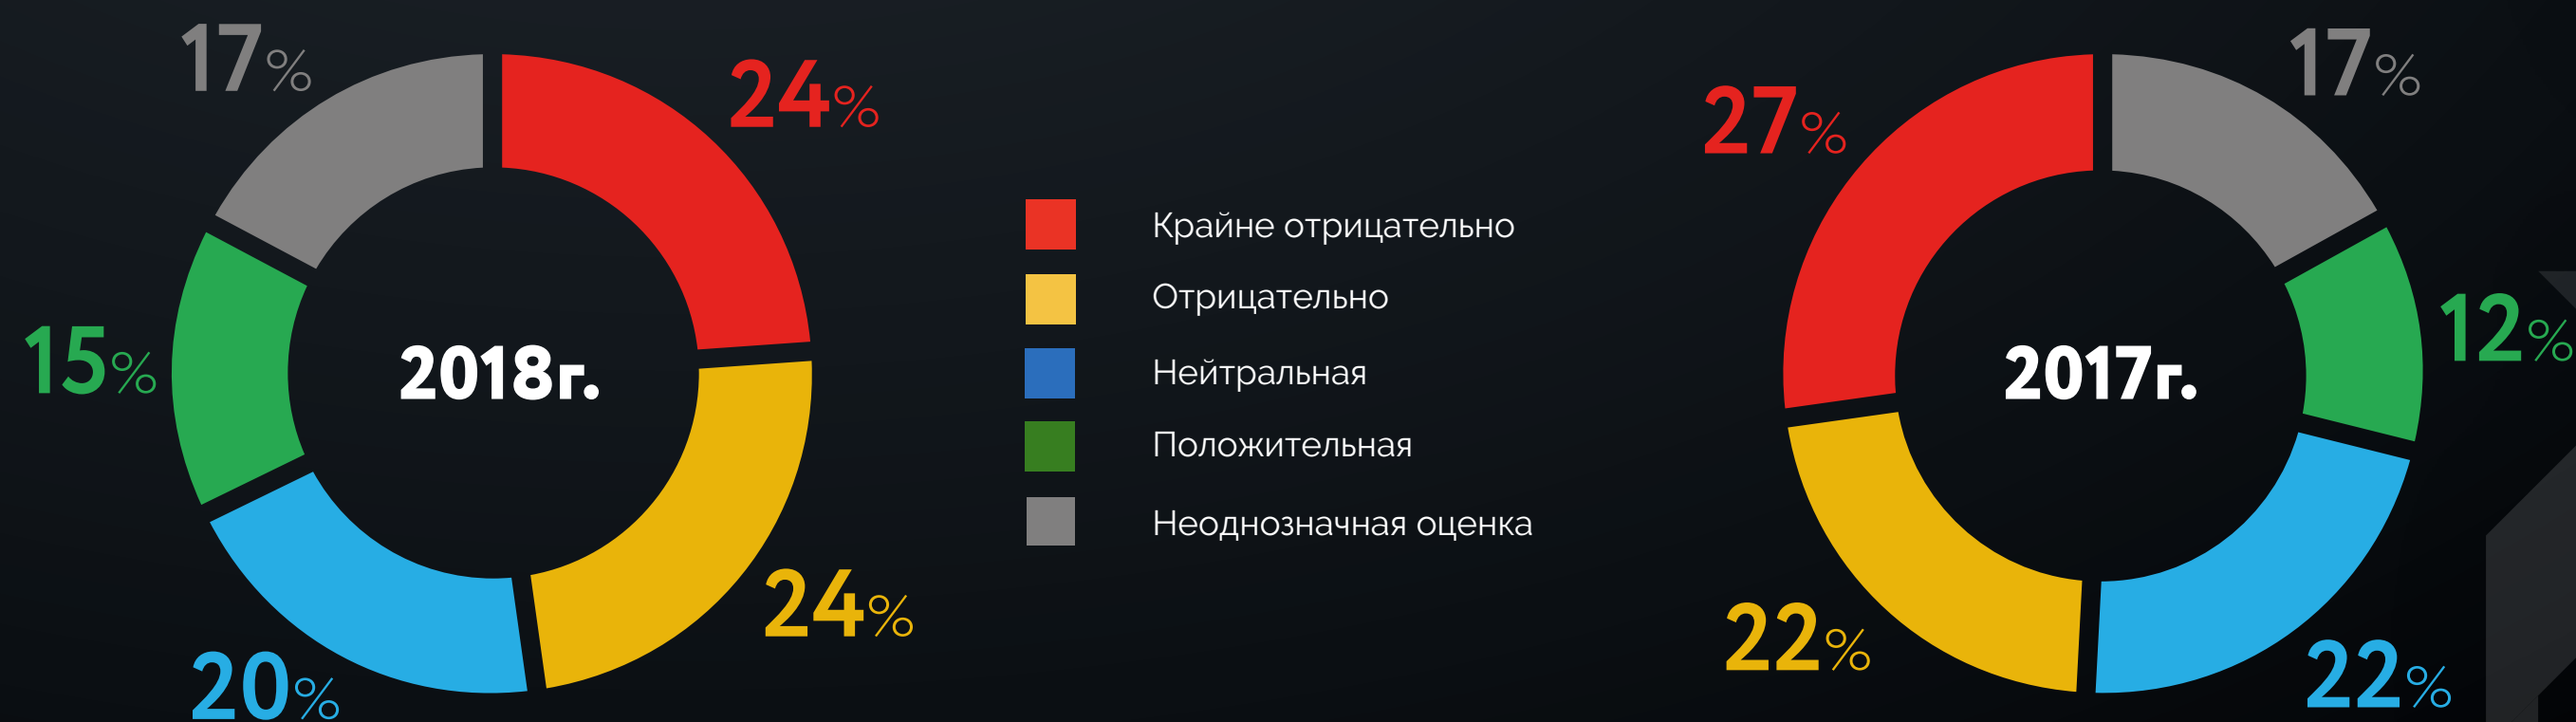 17%
24%
15%
2018г.
24%
20%
Крайне отрицательно
Отрицательно
Нейтральная
Положительная
Неоднозначная оценка
27%
17%
12%
2017г.
22%
22%